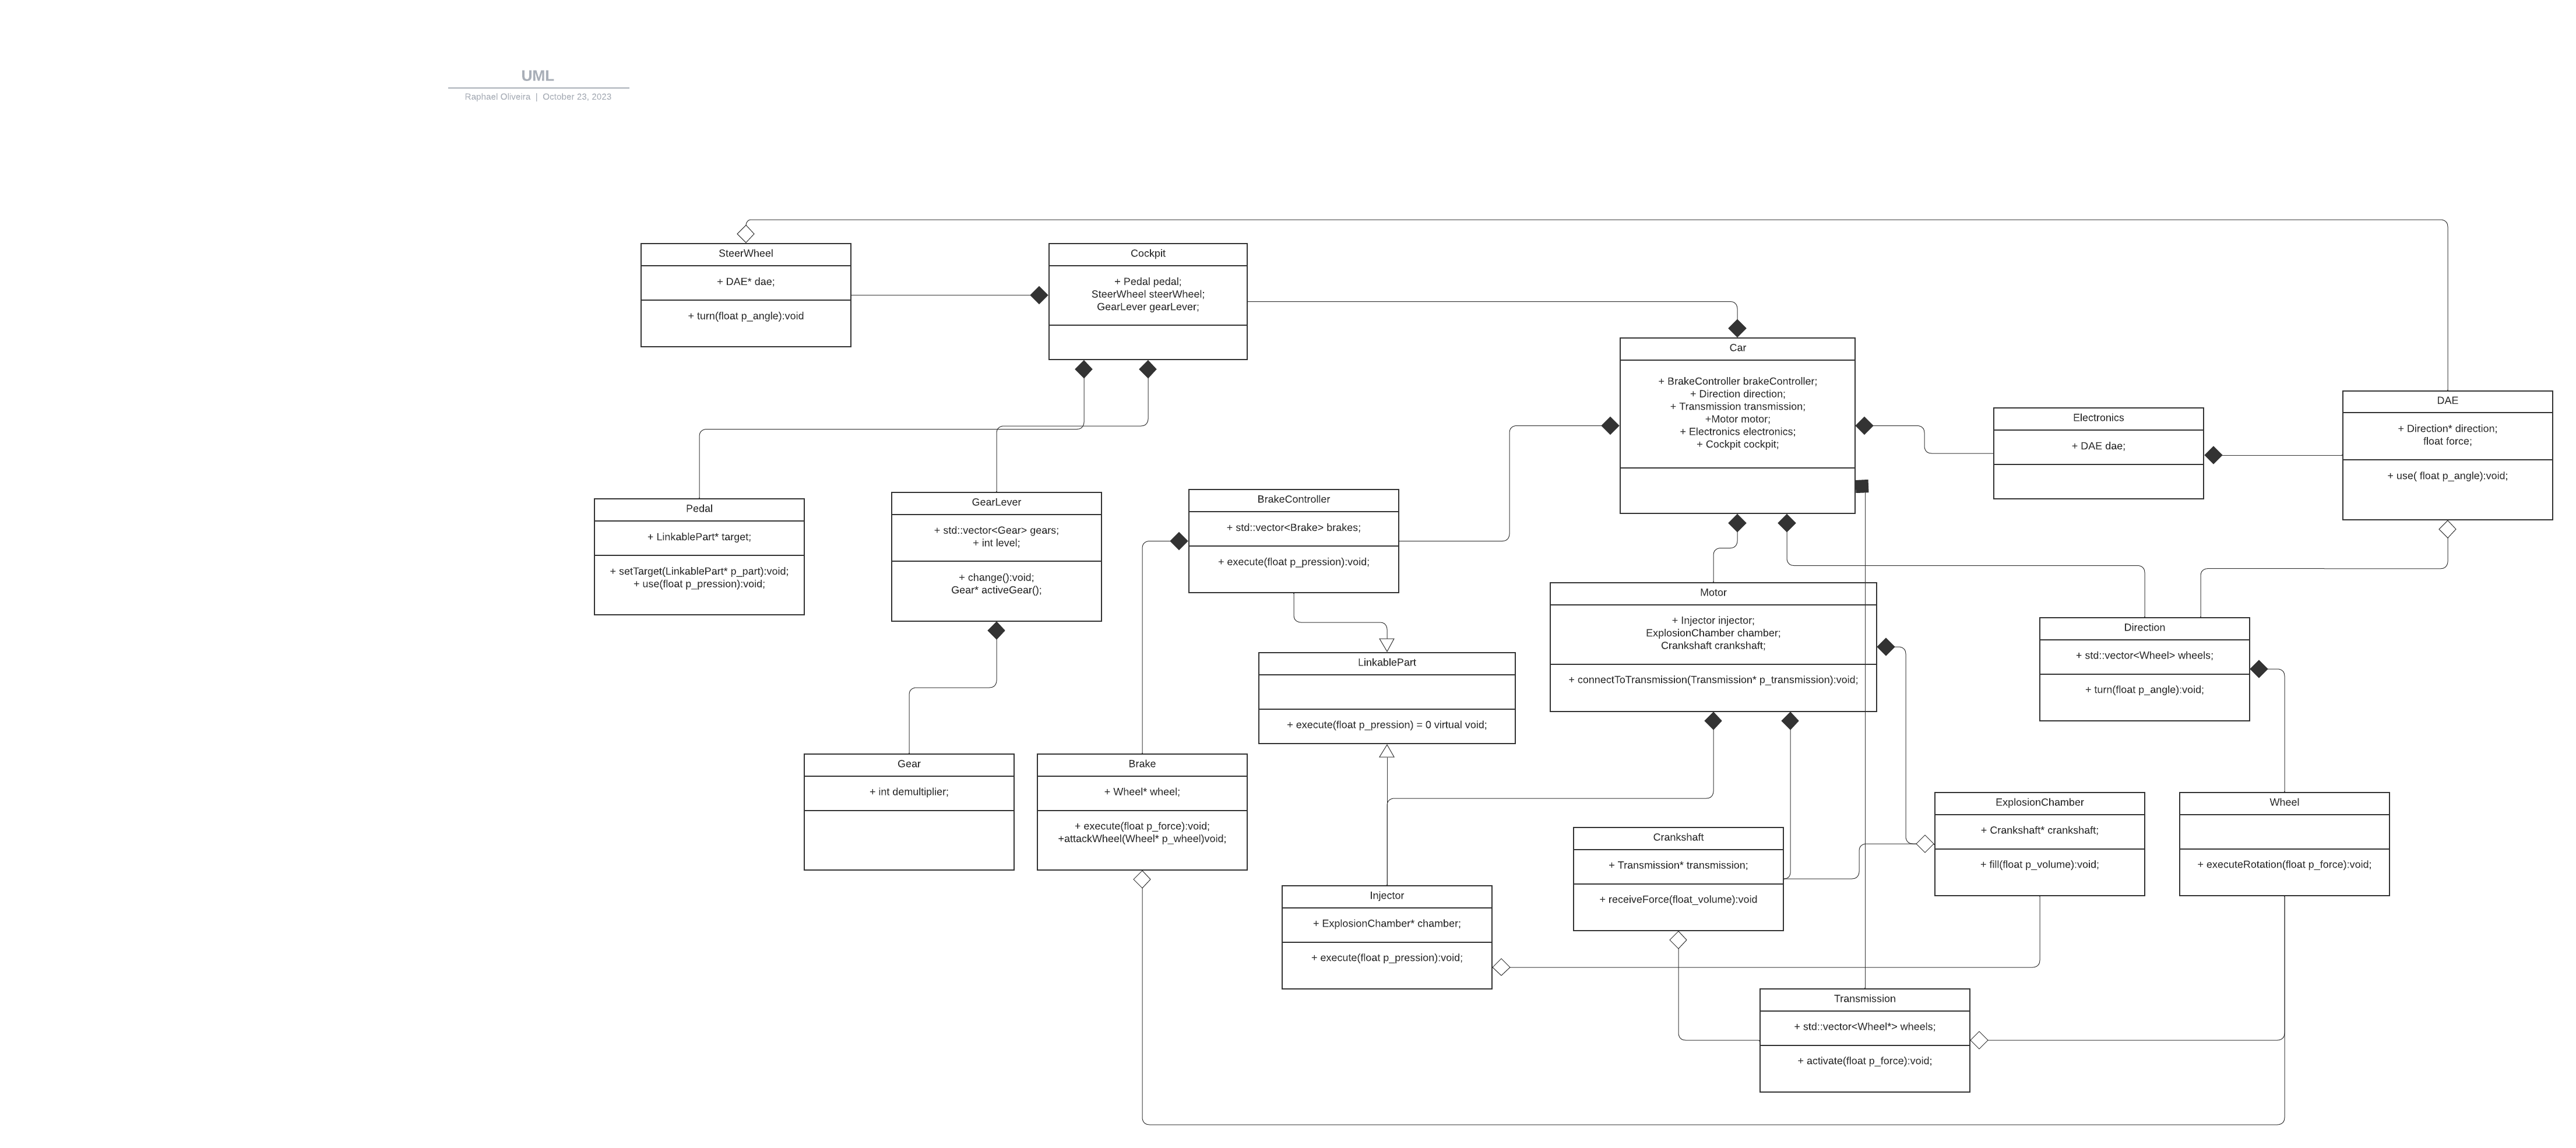 UML
Raphael Oliveira | October 23, 2023
SteerWheel
+ DAE* dae;
+ turn(float p_angle):void
Cockpit
+ Pedal pedal;
SteerWheel steerWheel;
GearLever gearLever;
Car
+ BrakeController brakeController;
+ Direction direction;
+ Transmission transmission;
+Motor motor;
+ Electronics electronics;
+ Cockpit cockpit;
Electronics
+ DAE dae;
DAE
+ Direction* direction;
float force;
+ use( float p_angle):void;
Pedal
+ LinkablePart* target;
+ setTarget(LinkablePart* p_part):void;
+ use(float p_pression):void;
GearLever
+ std::vector<Gear> gears;
+ int level;
+ change():void;
Gear* activeGear();
BrakeController
+ std::vector<Brake> brakes;
+ execute(float p_pression):void;
Motor
+ Injector injector;
ExplosionChamber chamber;
Crankshaft crankshaft;
+ connectToTransmission(Transmission* p_transmission):void;
Direction
+ std::vector<Wheel> wheels;
+ turn(float p_angle):void;
LinkablePart
+ execute(float p_pression) = 0 virtual void;
Gear
+ int demultiplier;
Brake
+ Wheel* wheel;
+ execute(float p_force):void;
+attackWheel(Wheel* p_wheel)void;
ExplosionChamber
+ Crankshaft* crankshaft;
+ fill(float p_volume):void;
Wheel
+ executeRotation(float p_force):void;
Crankshaft
+ Transmission* transmission;
+ receiveForce(float_volume):void
Injector
+ ExplosionChamber* chamber;
+ execute(float p_pression):void;
Transmission
+ std::vector<Wheel*> wheels;
+ activate(float p_force):void;